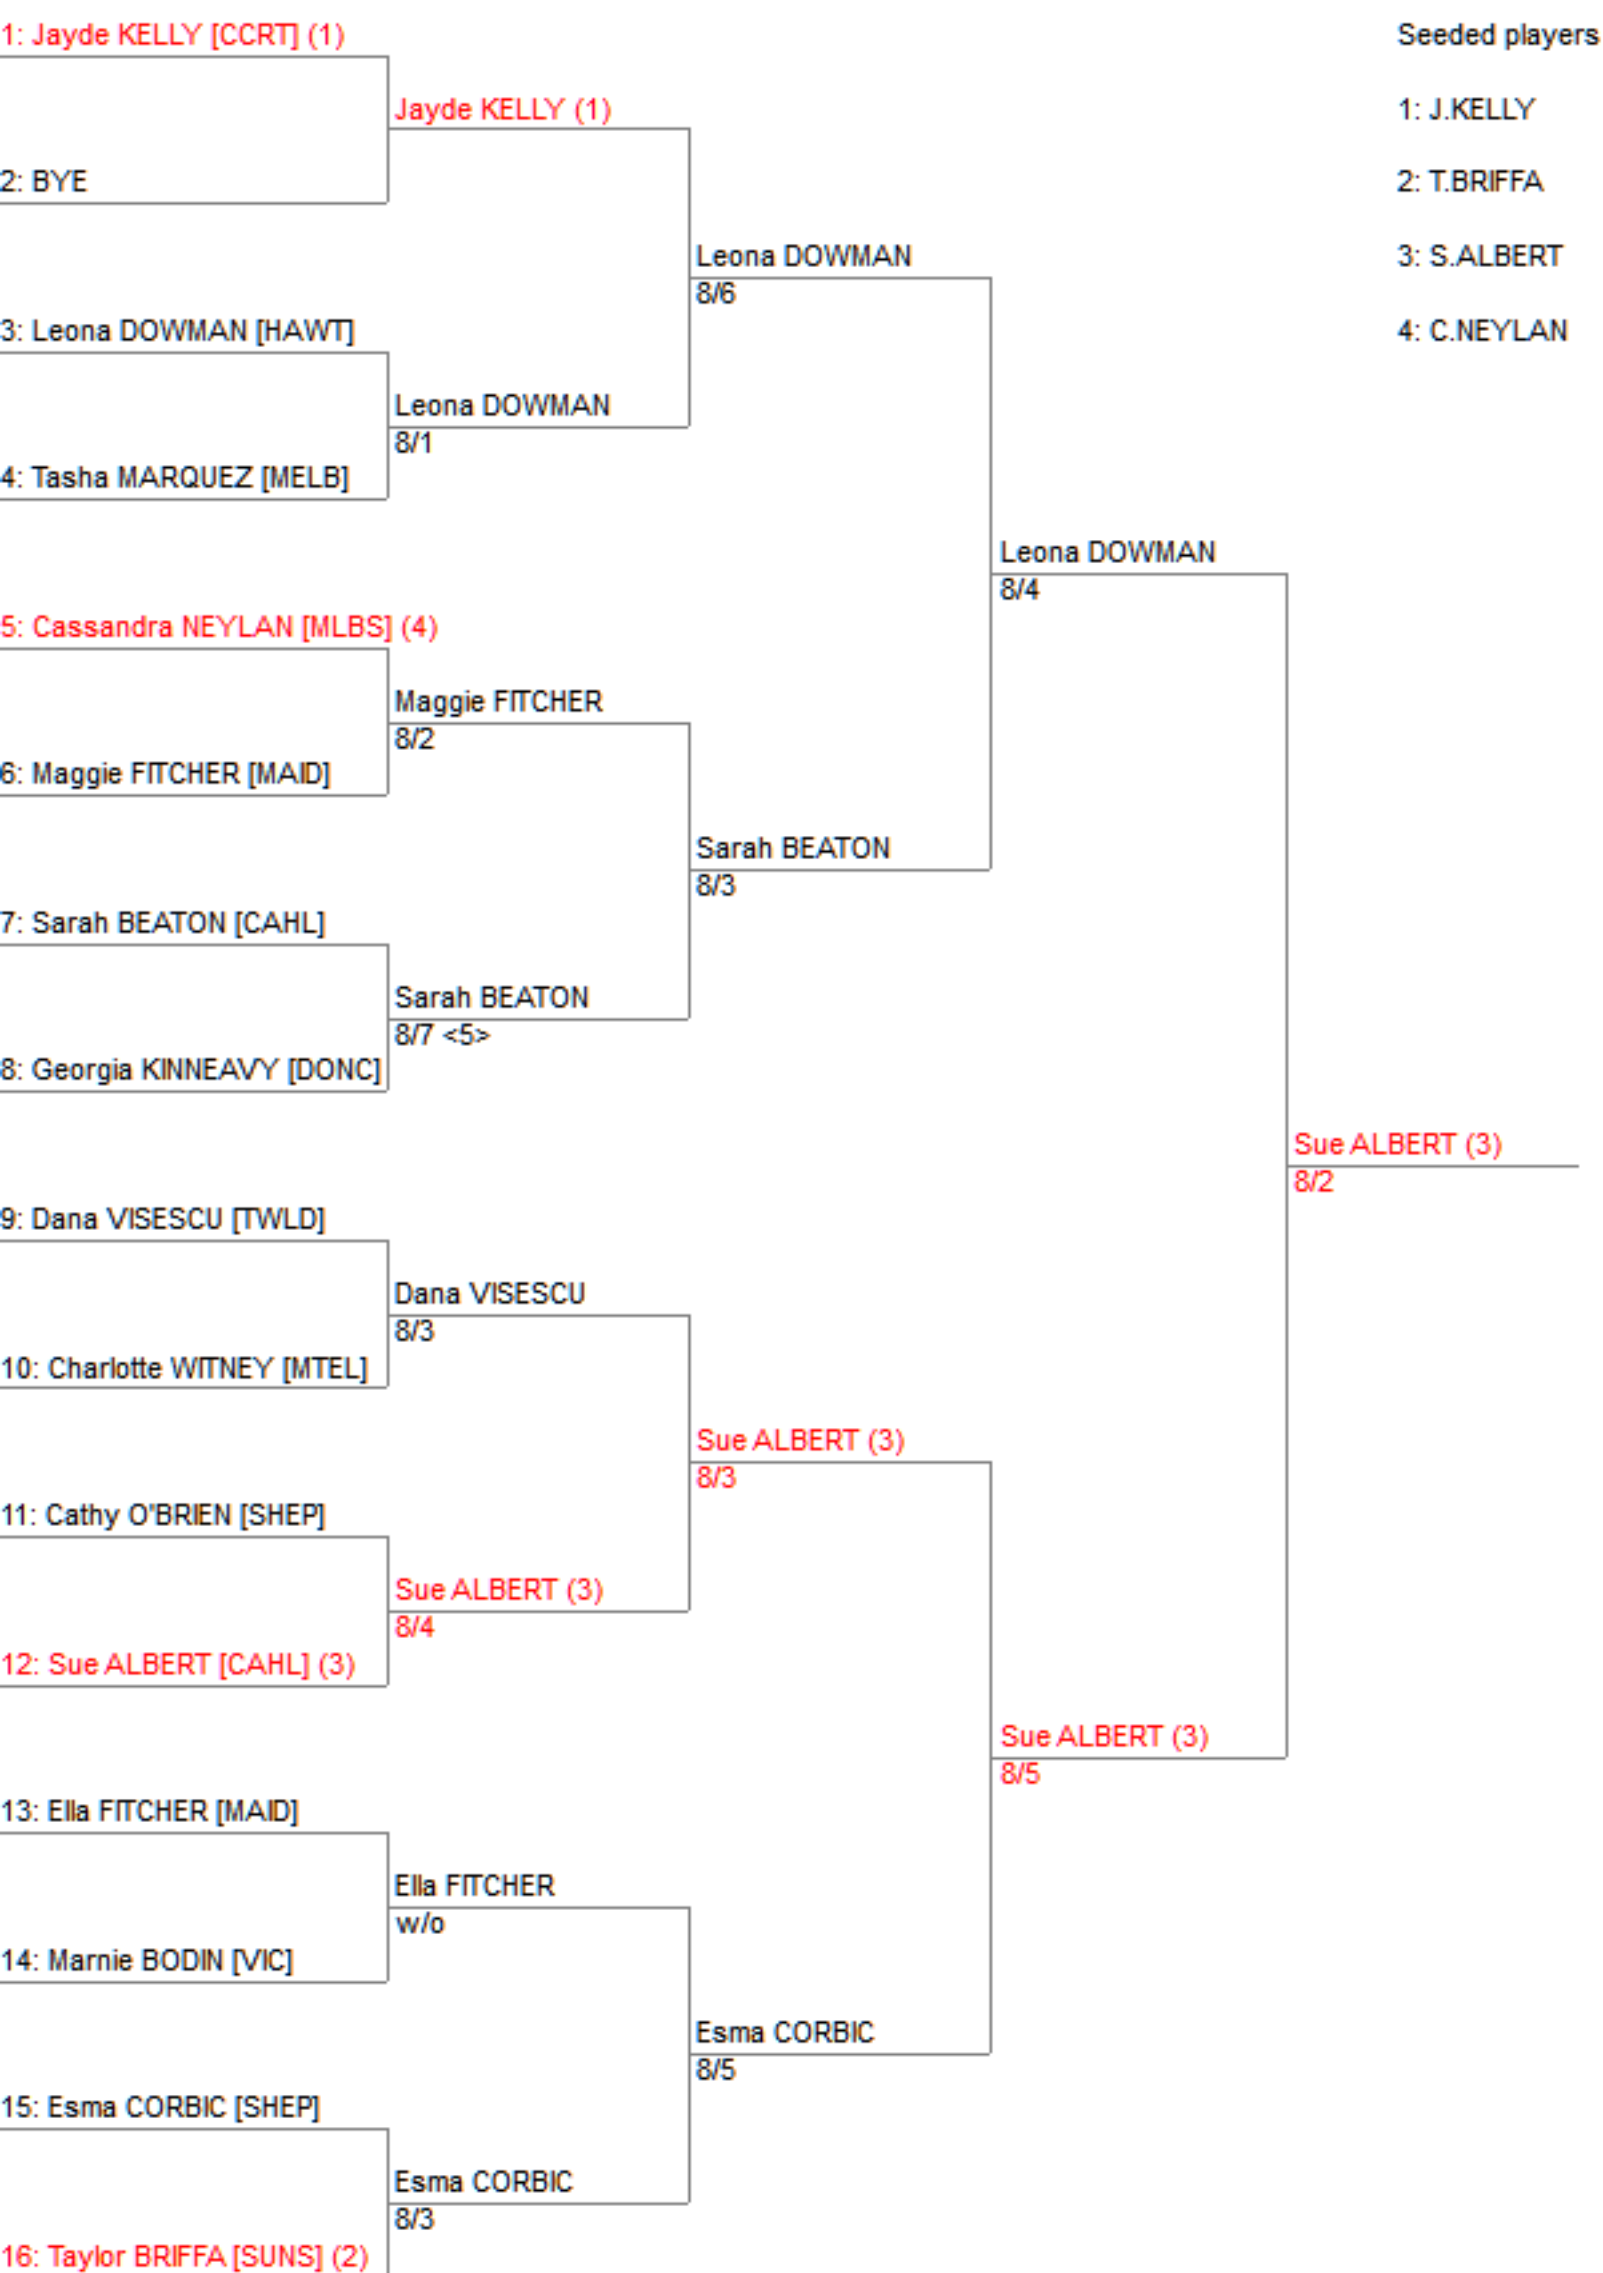 1: Jayde KELLY [CCRT] (1)
Seeded players
Jayde KELLY (1)
1: J.KELLY
2: BYE
2: T.BRIFFA
Leona DOWMAN
8/6
3: S.ALBERT
3: Leona DOWMAN [HAWT]
4: C.NEYLAN
Leona DOWMAN
8/1
4: Tasha MARQUEZ [MELB]
Leona DOWMAN
8/4
5: Cassandra NEYLAN [MLBS] (4)
Maggie FITCHER
8/2
6: Maggie FITCHER [MAID]
Sarah BEATON
8/3
7: Sarah BEATON [CAHL]
Sarah BEATON
8/7 <5>
8: Georgia KINNEAVY [DONC]
Sue ALBERT (3)
8/2
9: Dana VISESCU [TWLD]
Dana VISESCU
8/3
10: Charlotte WITNEY [MTEL]
Sue ALBERT (3)
8/3
11: Cathy O'BRIEN [SHEP]
Sue ALBERT (3)
8/4
12: Sue ALBERT [CAHL] (3)
Sue ALBERT (3)
8/5
13: Ella FITCHER [MAID]
Ella FITCHER
w/o
14: Marnie BODIN [VIC]
Esma CORBIC
8/5
15: Esma CORBIC [SHEP]
Esma CORBIC
8/3
16: Taylor BRIFFA [SUNS] (2)